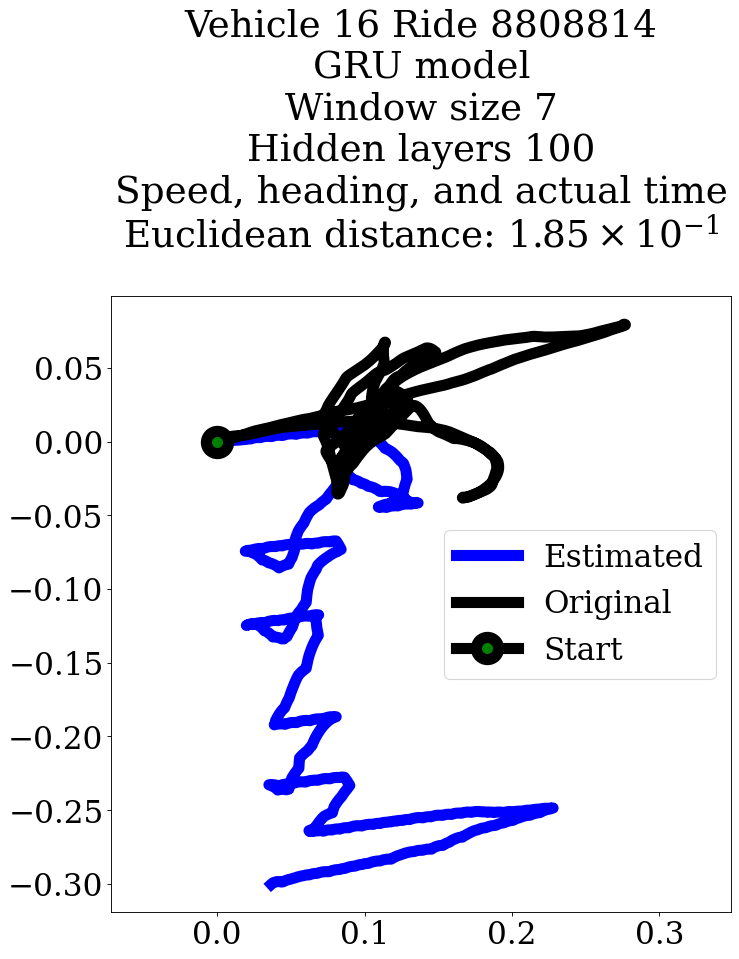 Vehicle 16 Ride 8808814
GRU model
Window size 7
Hidden layers 100
Speed, heading, and actual time
Euclidean distance: 1.85 × 10⁻¹
0.05
0.00
−0.05
−0.10
−0.15
−0.20
−0.25
−0.30
Estimated
Original
Start
0.0 0.1 0.2 0.3